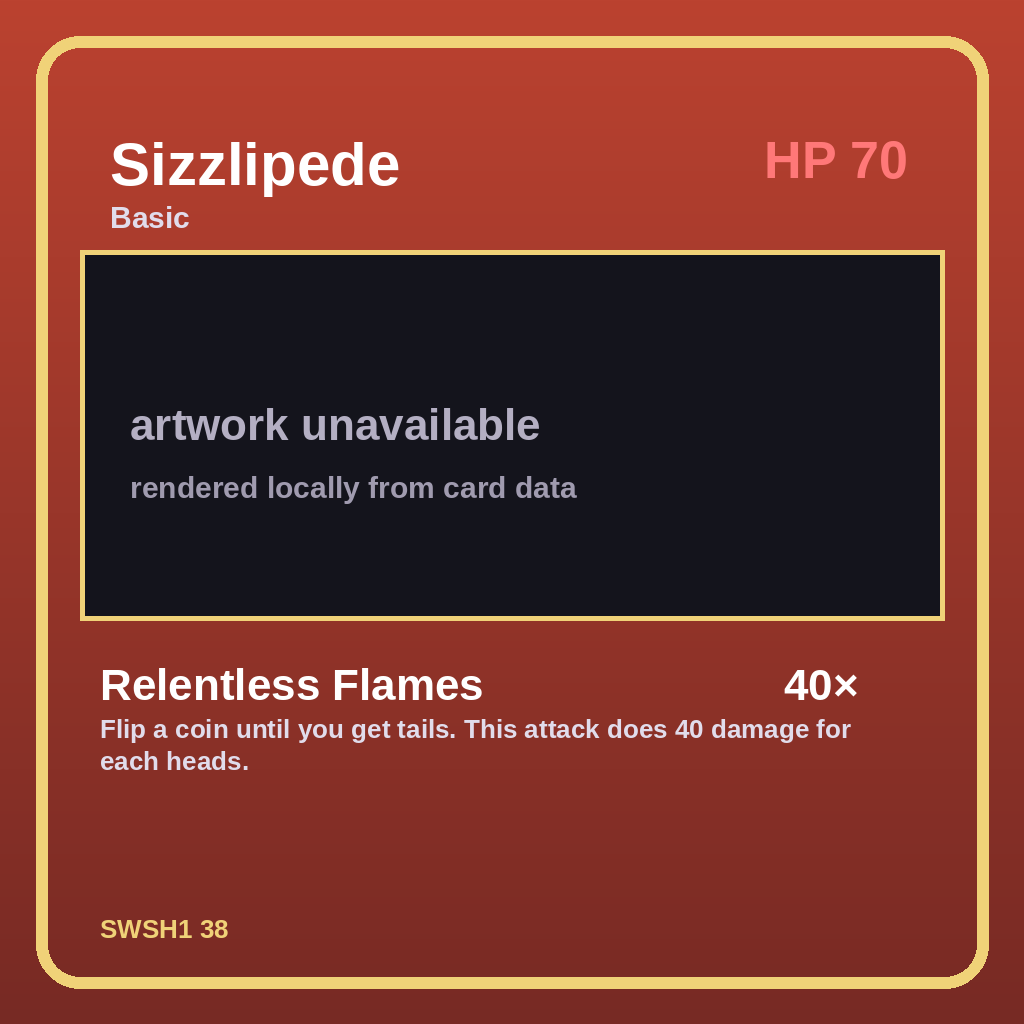 Sizzlipede
HP 70
Basic
artwork unavailable
rendered locally from card data
Relentless Flames
40×
Flip a coin until you get tails. This attack does 40 damage for
each heads.
SWSH1 38